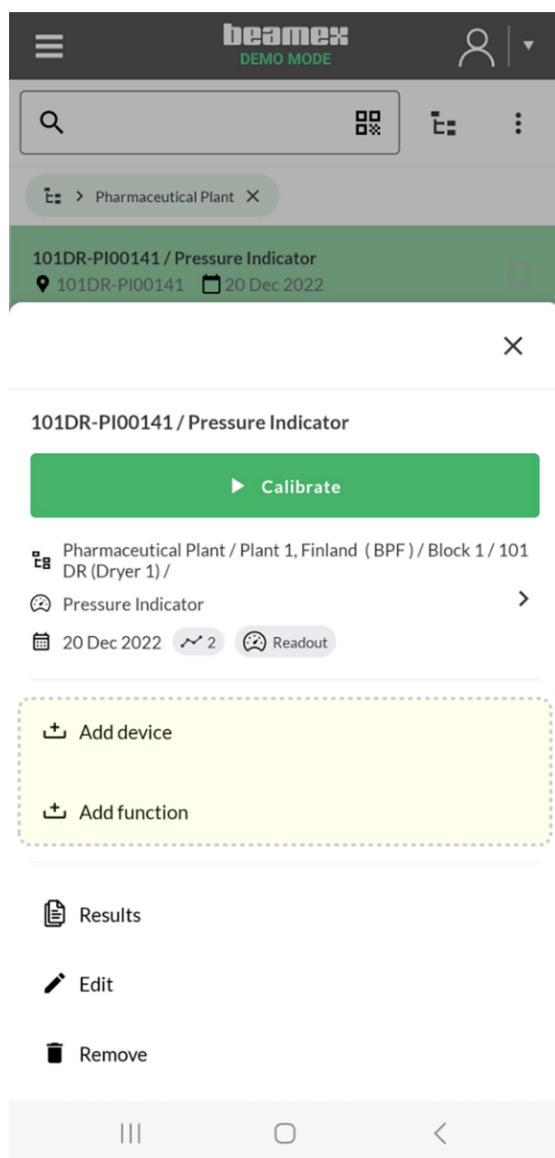 beamex
DEMO MODE
> Pharmaceutical Plant X
101DR-PI00141 / Pressure Indicator
101DR-PI00141 20 Dec 2022
101DR-PI00141 / Pressure Indicator
Calibrate
Pharmaceutical Plant / Plant 1, Finland ( BPF ) / Block 1 / 101
DR (Dryer 1) /
Pressure Indicator
20 Dec 2022 2 Readout
Add device
Add function
Results
Edit
Remove